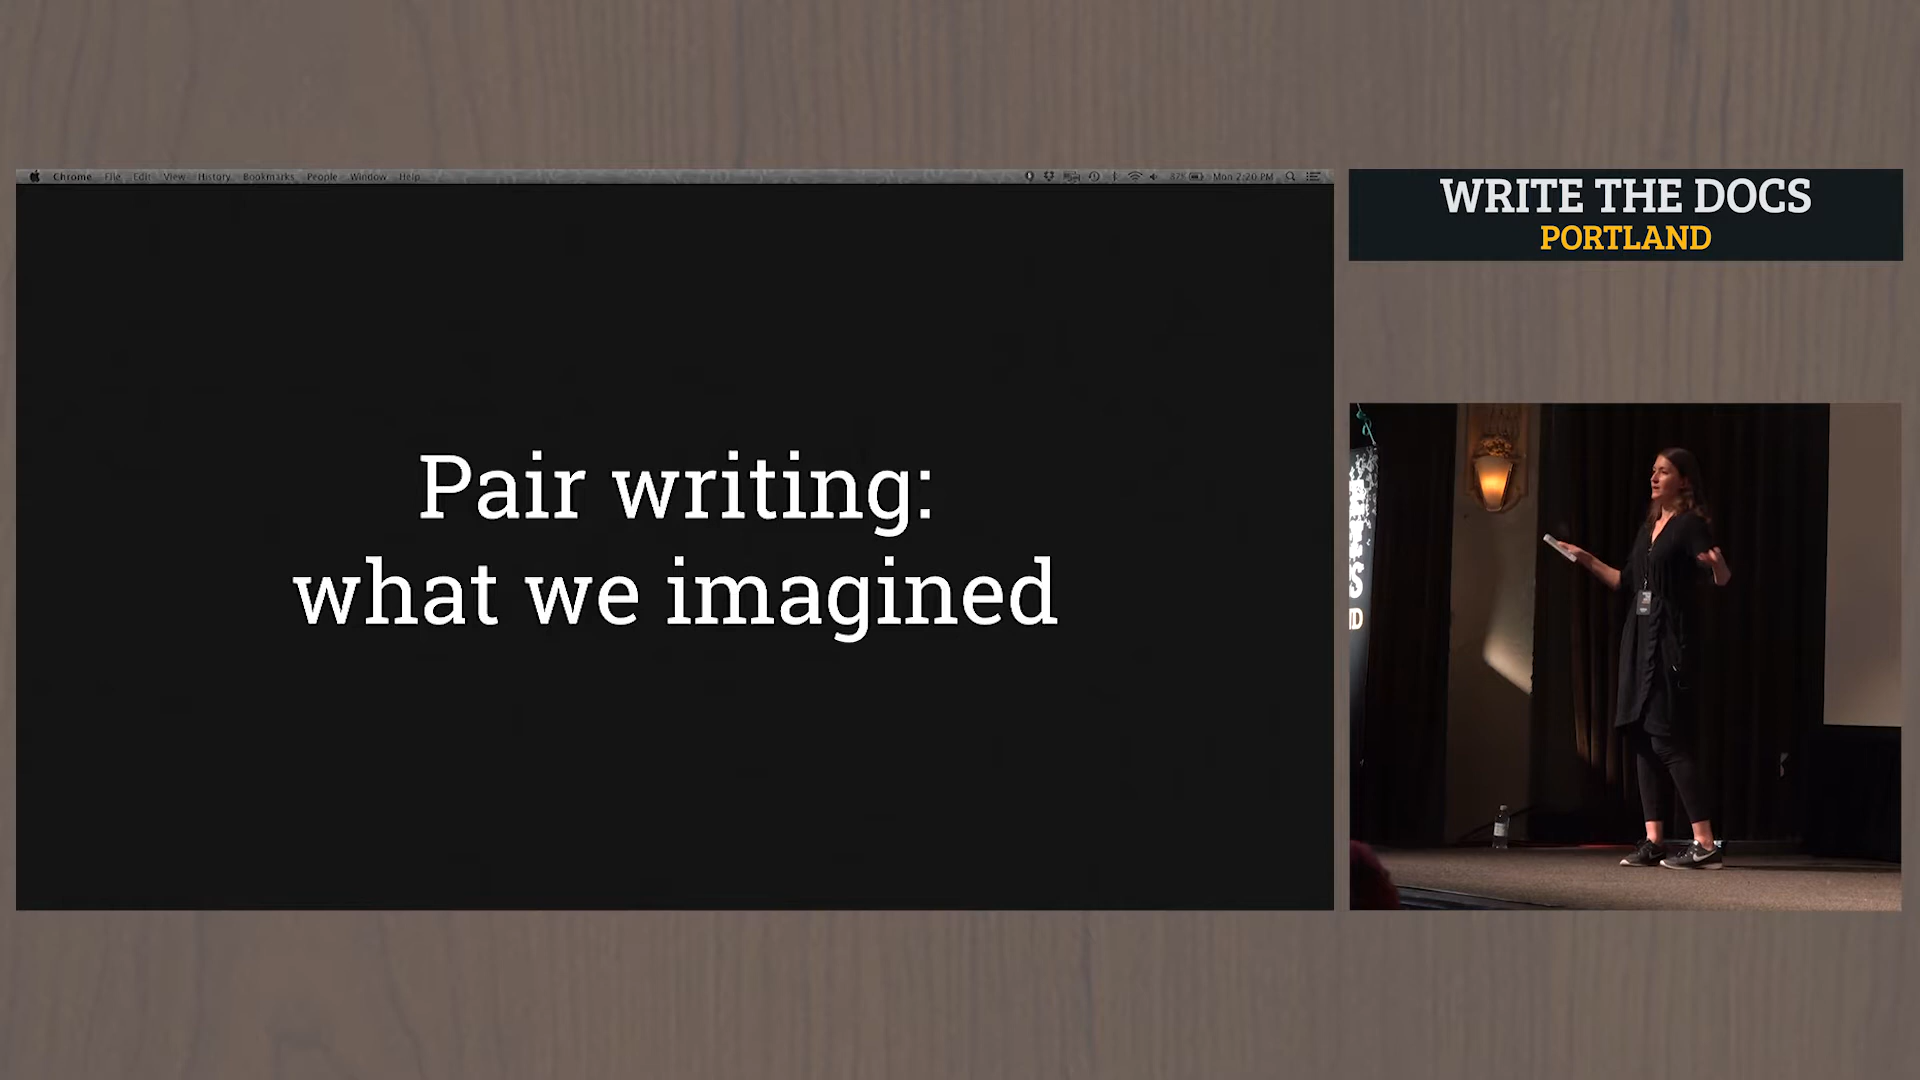 Chrome File Edit View History Bookmarks People Window Help 37% Mon 2:20 PM
WRITE THE DOCS
PORTLAND
Pair writing:
what we imagined